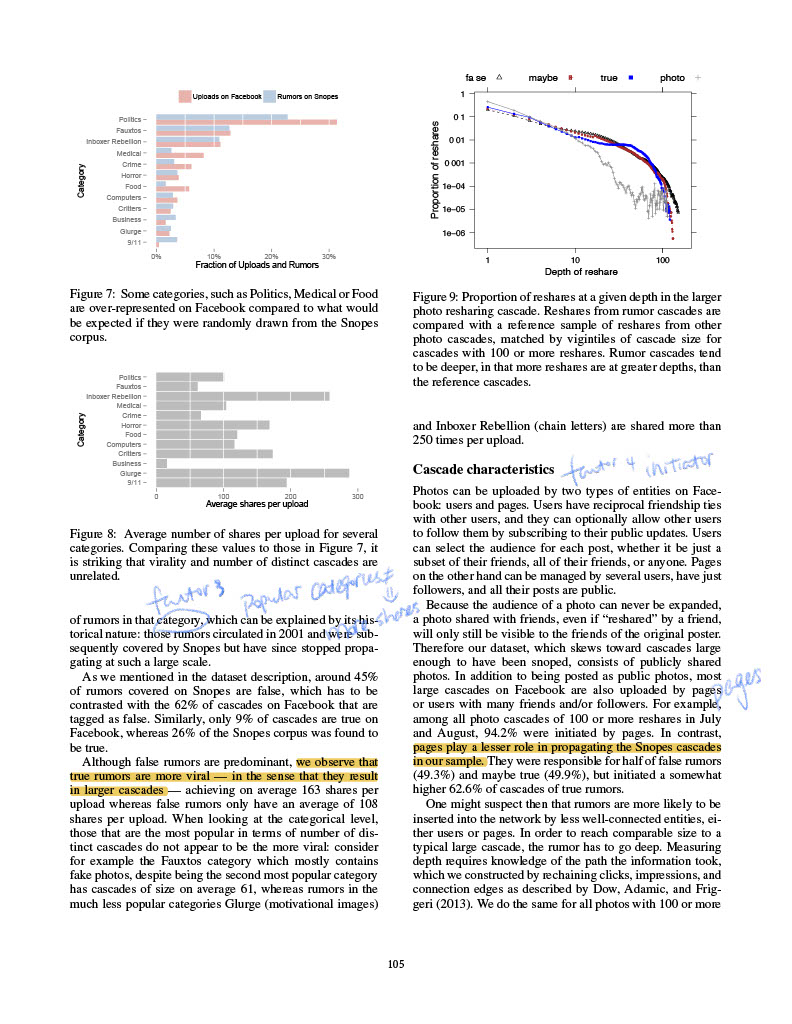 Uploads on Facebook Rumors on Snopes
Category
Politics
Fauxtos
Inboxer Rebellion
Medical
Crime
Horror
Food
Computers
Critters
Business
Glurge
9/11
0% 10% 20% 30%
Fraction of Uploads and Rumors
Figure 7: Some categories, such as Politics, Medical or Food
are over-represented on Facebook compared to what would
be expected if they were randomly drawn from the Snopes
corpus.
Category
Politics
Fauxtos
Inboxer Rebellion
Medical
Crime
Horror
Food
Computers
Critters
Business
Glurge
9/11
0 100 200 300
Average shares per upload
Figure 8: Average number of shares per upload for several
categories. Comparing these values to those in Figure 7, it
is striking that virality and number of distinct cascades are
unrelated.
factor 3 Popular categories ≠
more shares
of rumors in that category, which can be explained by its his-
torical nature: those rumors circulated in 2001 and were sub-
sequently covered by Snopes but have since stopped propa-
gating at such a large scale.
As we mentioned in the dataset description, around 45%
of rumors covered on Snopes are false, which has to be
contrasted with the 62% of cascades on Facebook that are
tagged as false. Similarly, only 9% of cascades are true on
Facebook, whereas 26% of the Snopes corpus was found to
be true.
Although false rumors are predominant, we observe that
true rumors are more viral — in the sense that they result
in larger cascades — achieving on average 163 shares per
upload whereas false rumors only have an average of 108
shares per upload. When looking at the categorical level,
those that are the most popular in terms of number of dis-
tinct cascades do not appear to be the more viral: consider
for example the Fauxtos category which mostly contains
fake photos, despite being the second most popular category
has cascades of size on average 61, whereas rumors in the
much less popular categories Glurge (motivational images)
fa se maybe true photo
Proportion of reshares
1
0 1
0 01
0 001
1e−04
1e−05
1e−06
1 10 100
Depth of reshare
Figure 9: Proportion of reshares at a given depth in the larger
photo resharing cascade. Reshares from rumor cascades are
compared with a reference sample of reshares from other
photo cascades, matched by vigintiles of cascade size for
cascades with 100 or more reshares. Rumor cascades tend
to be deeper, in that more reshares are at greater depths, than
the reference cascades.
and Inboxer Rebellion (chain letters) are shared more than
250 times per upload.
Cascade characteristics factor 4 initiator
Photos can be uploaded by two types of entities on Face-
book: users and pages. Users have reciprocal friendship ties
with other users, and they can optionally allow other users
to follow them by subscribing to their public updates. Users
can select the audience for each post, whether it be just a
subset of their friends, all of their friends, or anyone. Pages
on the other hand can be managed by several users, have just
followers, and all their posts are public.
Because the audience of a photo can never be expanded,
a photo shared with friends, even if “reshared” by a friend,
will only still be visible to the friends of the original poster.
Therefore our dataset, which skews toward cascades large
enough to have been snoped, consists of publicly shared
photos. In addition to being posted as public photos, most
large cascades on Facebook are also uploaded by pages
pages
or users with many friends and/or followers. For example,
among all photo cascades of 100 or more reshares in July
and August, 94.2% were initiated by pages. In contrast,
pages play a lesser role in propagating the Snopes cascades
in our sample. They were responsible for half of false rumors
(49.3%) and maybe true (49.9%), but initiated a somewhat
higher 62.6% of cascades of true rumors.
One might suspect then that rumors are more likely to be
inserted into the network by less well-connected entities, ei-
ther users or pages. In order to reach comparable size to a
typical large cascade, the rumor has to go deep. Measuring
depth requires knowledge of the path the information took,
which we constructed by rechaining clicks, impressions, and
connection edges as described by Dow, Adamic, and Frig-
geri (2013). We do the same for all photos with 100 or more
105